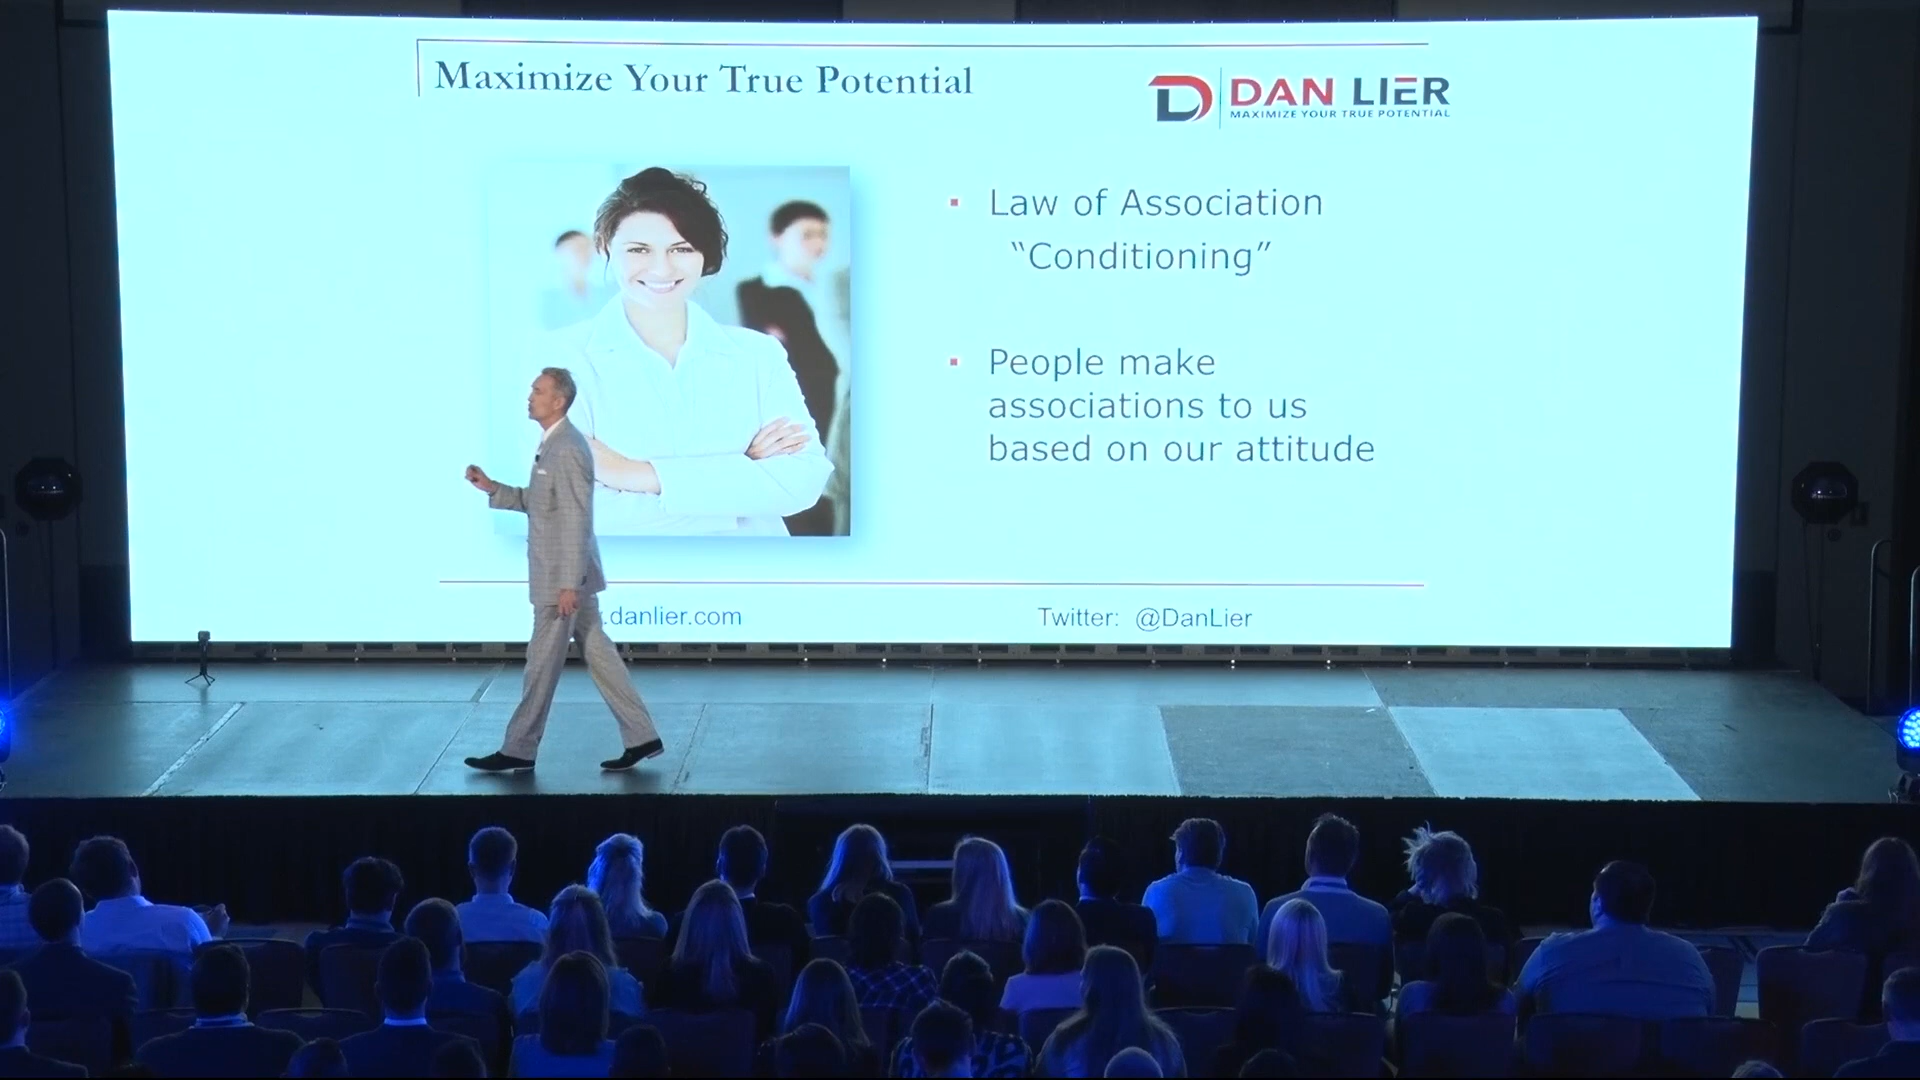 Maximize Your True Potential
DAN LIER
MAXIMIZE YOUR TRUE POTENTIAL
Law of Association
“Conditioning”
People make
associations to us
based on our attitude
.danlier.com
Twitter: @DanLier